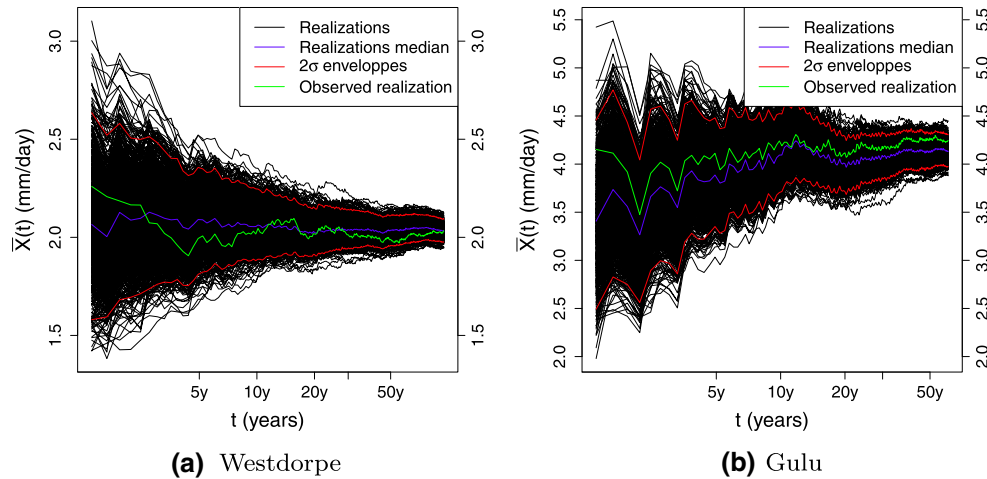 Realizations
Realizations median
2σ enveloppes
Observed realization
3.0
2.5
2.0
1.5
X̅(t) (mm/day)
3.0
2.5
2.0
1.5
5y 10y 20y 50y
t (years)
(a) Westdorpe
Realizations
Realizations median
2σ enveloppes
Observed realization
5.5
5.0
4.5
4.0
3.5
3.0
2.5
2.0
X̅(t) (mm/day)
5.5
5.0
4.5
4.0
3.5
3.0
2.5
2.0
5y 10y 20y 50y
t (years)
(b) Gulu